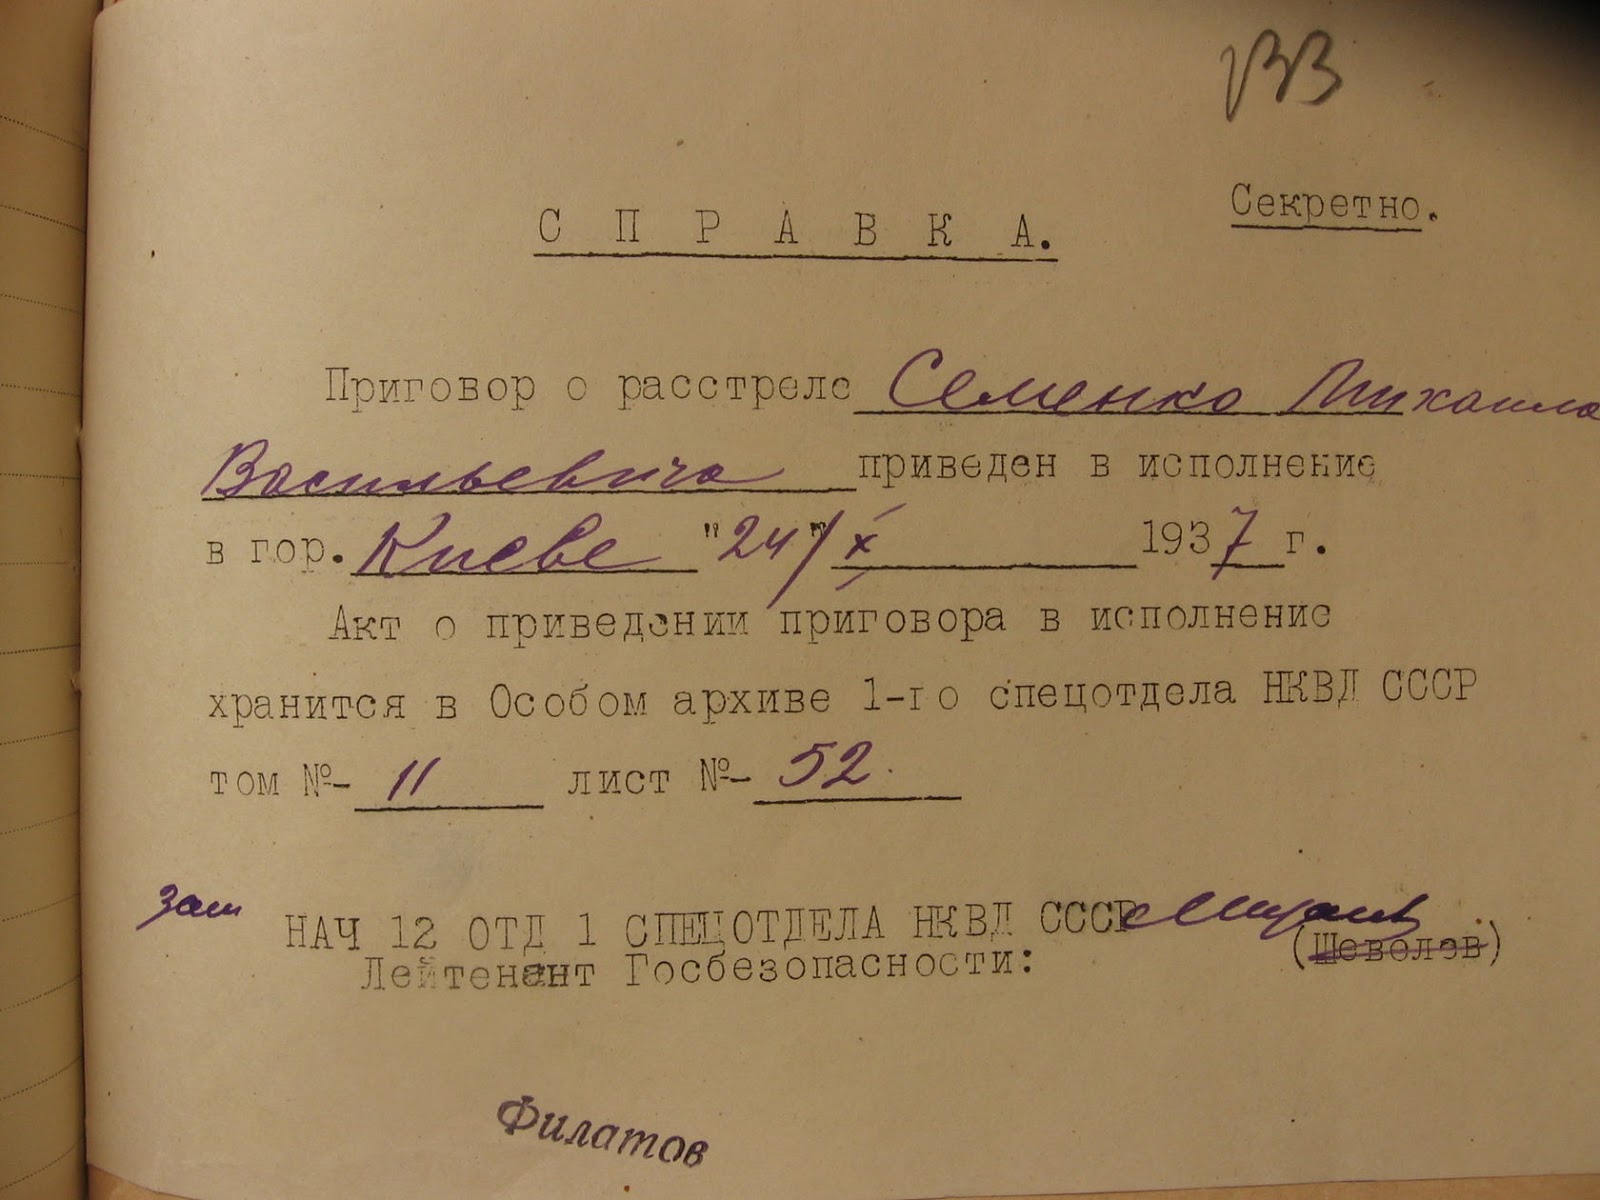 133
Секретно.
С П Р А В К А.
Приговор о расстреле Семенко Михаила
Васильевича приведен в исполнение
в гор. Киеве "24" X 1937 г.
Акт о приведении приговора в исполнение
хранится в Особом архиве 1-го спецотдела НКВД СССР
том №- 11 лист №- 52.
зам НАЧ 12 ОТД 1 СПЕЦОТДЕЛА НКВД СССР
Лейтенант Госбезопасности: (Шевелев)
Филатов